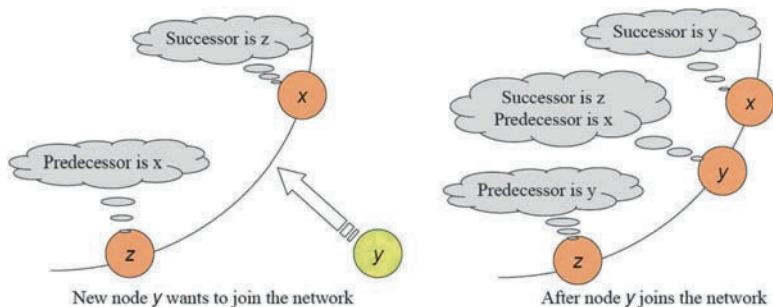 Successor is z
x
Predecessor is x
z
y
New node y wants to join the network
Successor is y
x
Successor is z
Predecessor is x
y
Predecessor is y
z
After node y joins the network